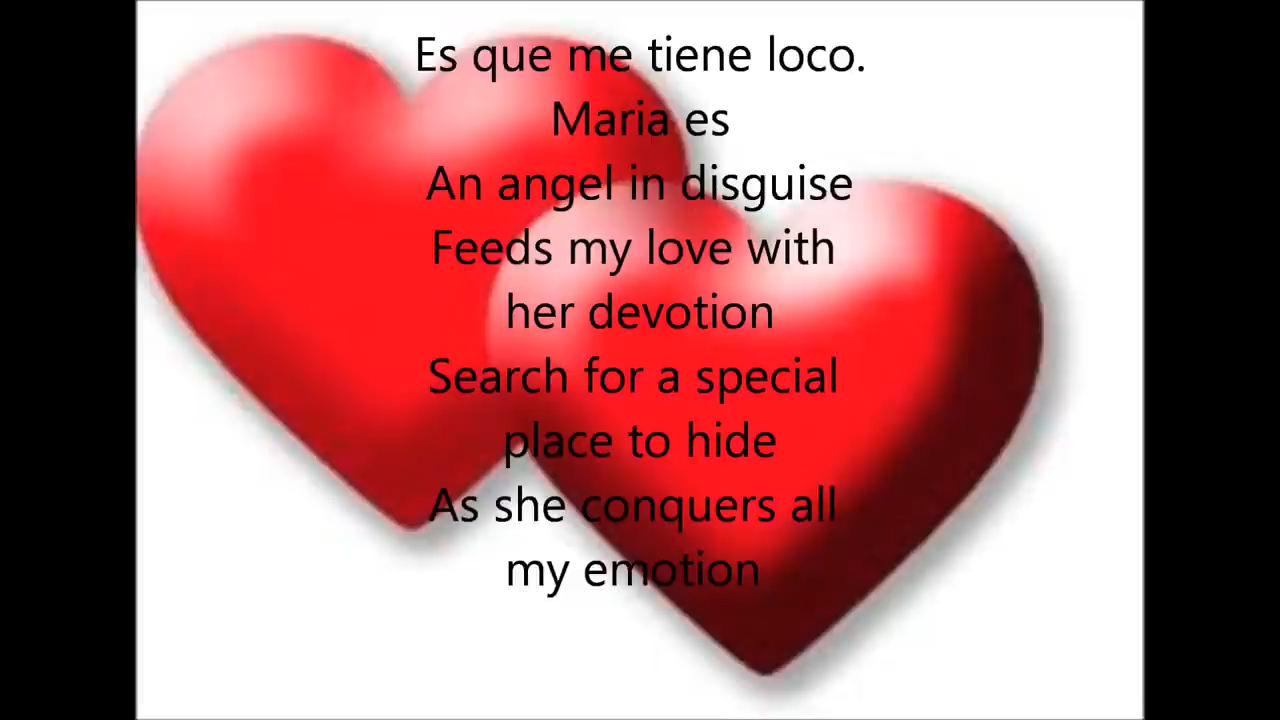 Es que me tiene loco.
Maria es
An angel in disguise
Feeds my love with
her devotion
Search for a special
place to hide
As she conquers all
my emotion